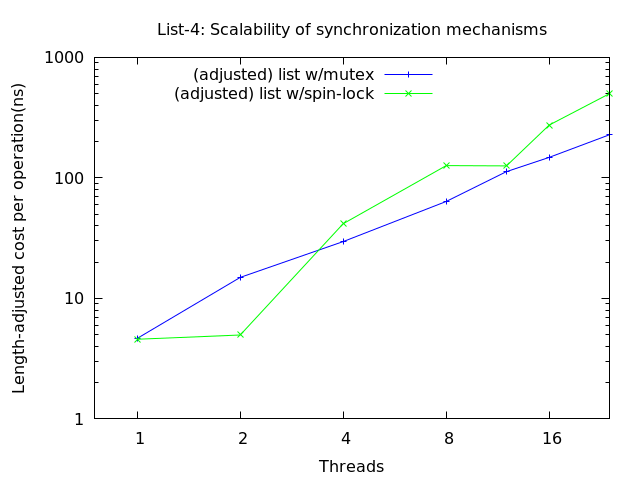 List-4: Scalability of synchronization mechanisms
1000
(adjusted) list w/mutex
(adjusted) list w/spin-lock
100
10
1
Length-adjusted cost per operation(ns)
1 2 4 8 16
Threads